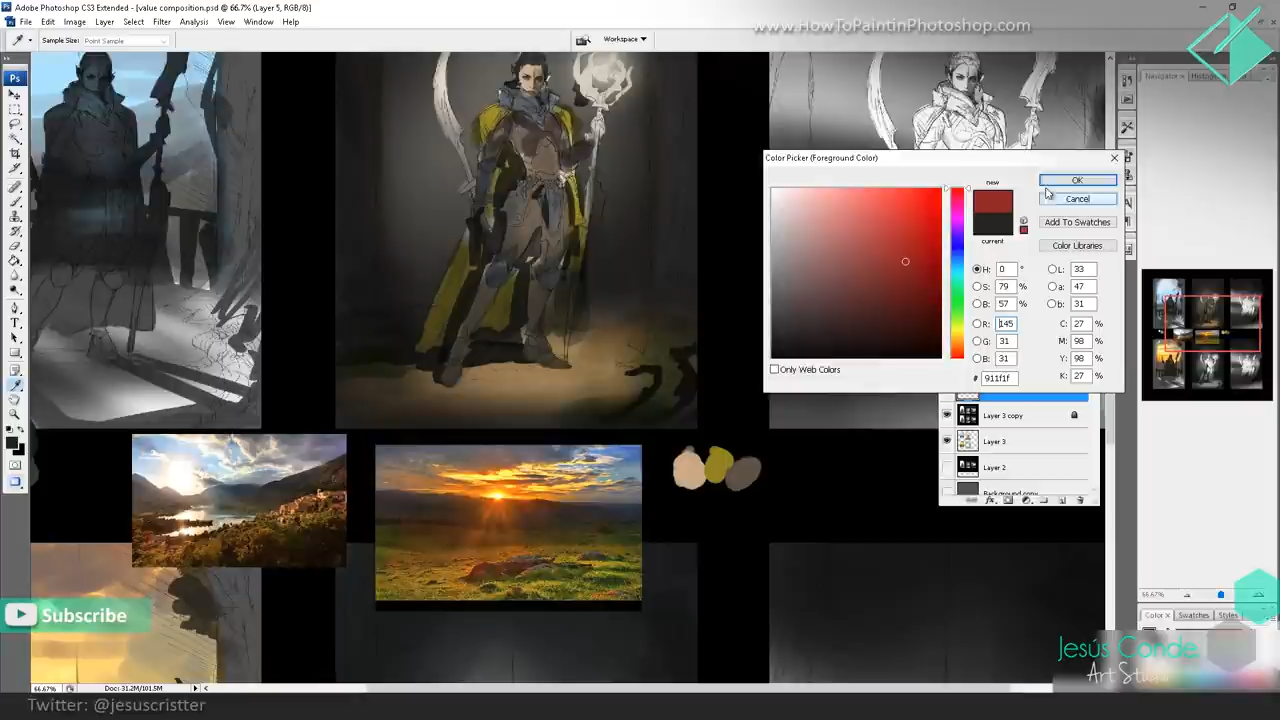 Adobe Photoshop CS3 Extended - [value composition.psd @ 66.7% (Layer 5, RGB/8)]
www.HowToPaintinPhotoshop.com
File Edit Image Layer Select Filter Analysis View Window Help
Sample Size: Point Sample
Workspace
Navigator
Color Picker (Foreground Color)
new
OK
Cancel
Add To Swatches
current
Color Libraries
H: 0 °
L: 33
S: 79 %
a: 47
B: 57 %
b: 31
R: 145
C: 27 %
G: 31
M: 98 %
B: 31
Y: 98 %
# 911f1f
K: 27 %
Only Web Colors
Layer 3 copy
Layer 3
Layer 2
Background copy
66.67%
Color Swatches Styles
Subscribe
Jesús Conde
Art Studio
66.67% Doc: 31.2M/101.5M
Twitter: @jesuscristter